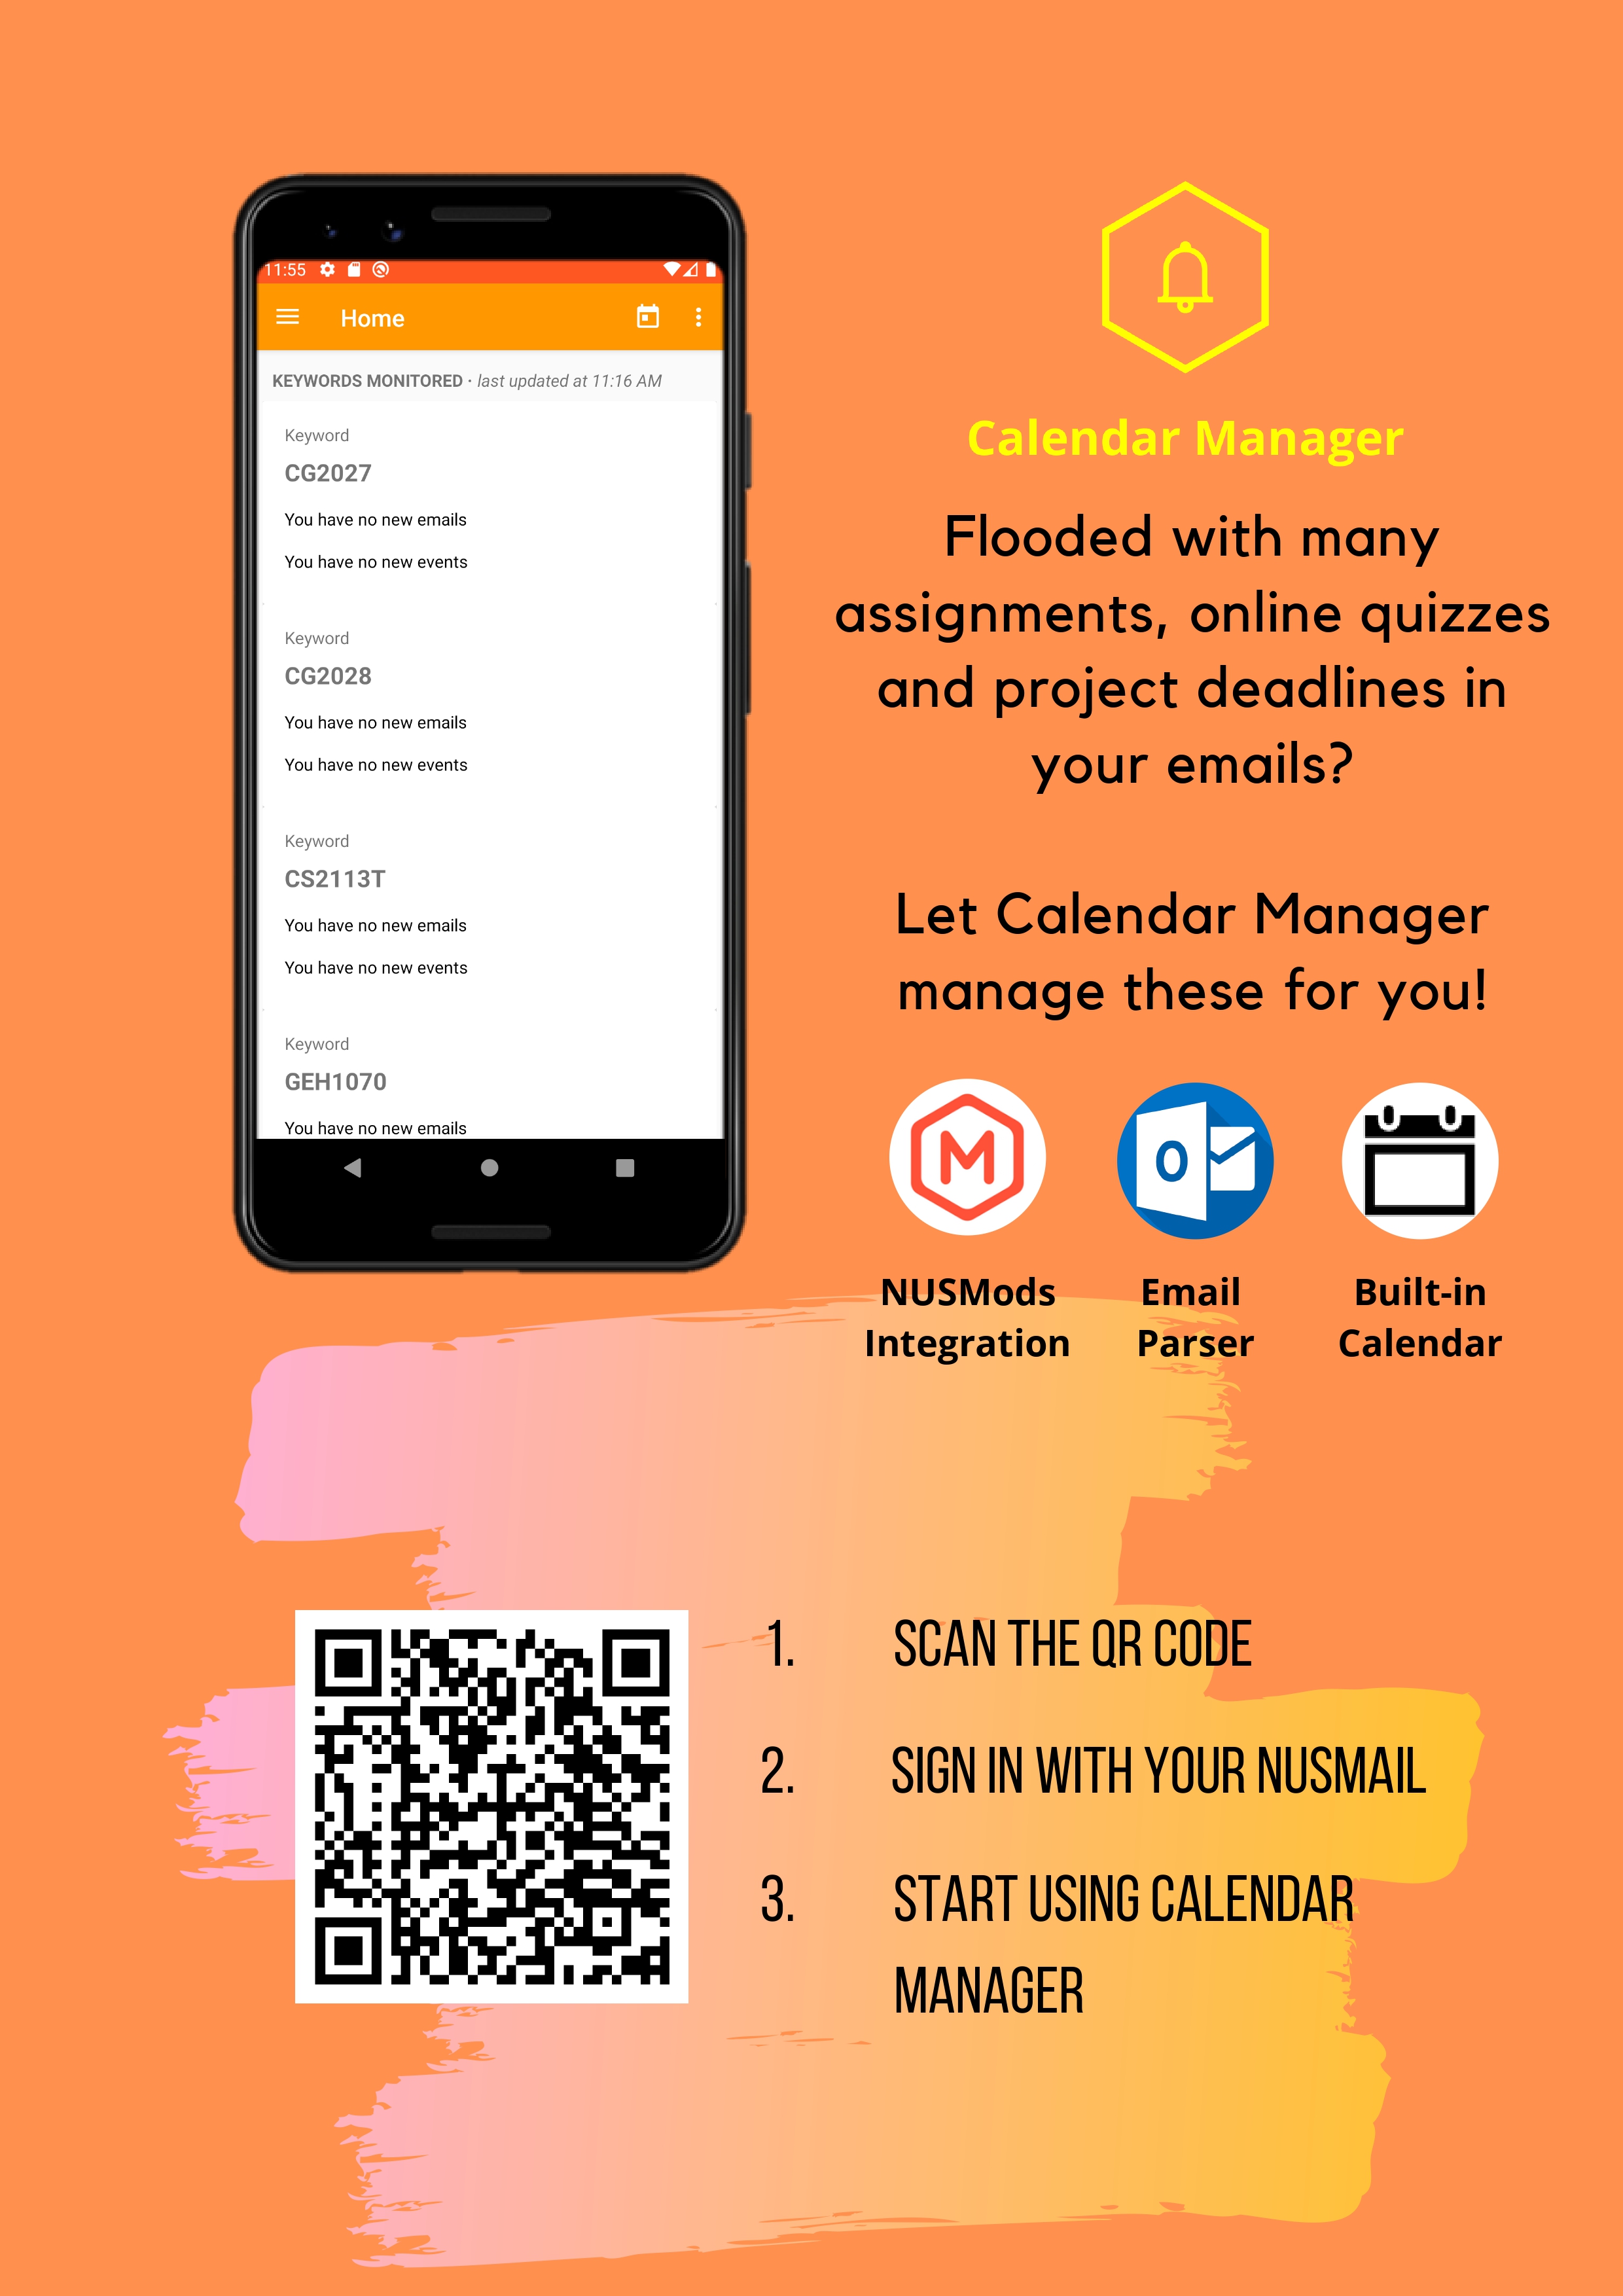 11:55
Home
KEYWORDS MONITORED · last updated at 11:16 AM
Keyword
CG2027
You have no new emails
You have no new events
Keyword
CG2028
You have no new emails
You have no new events
Keyword
CS2113T
You have no new emails
You have no new events
Keyword
GEH1070
You have no new emails
Calendar Manager
Flooded with many
assignments, online quizzes
and project deadlines in
your emails?
Let Calendar Manager
manage these for you!
M
O
NUSMods
Integration
Email
Parser
Built-in
Calendar
1. SCAN THE QR CODE
2. SIGN IN WITH YOUR NUSMAIL
3. START USING CALENDAR
MANAGER